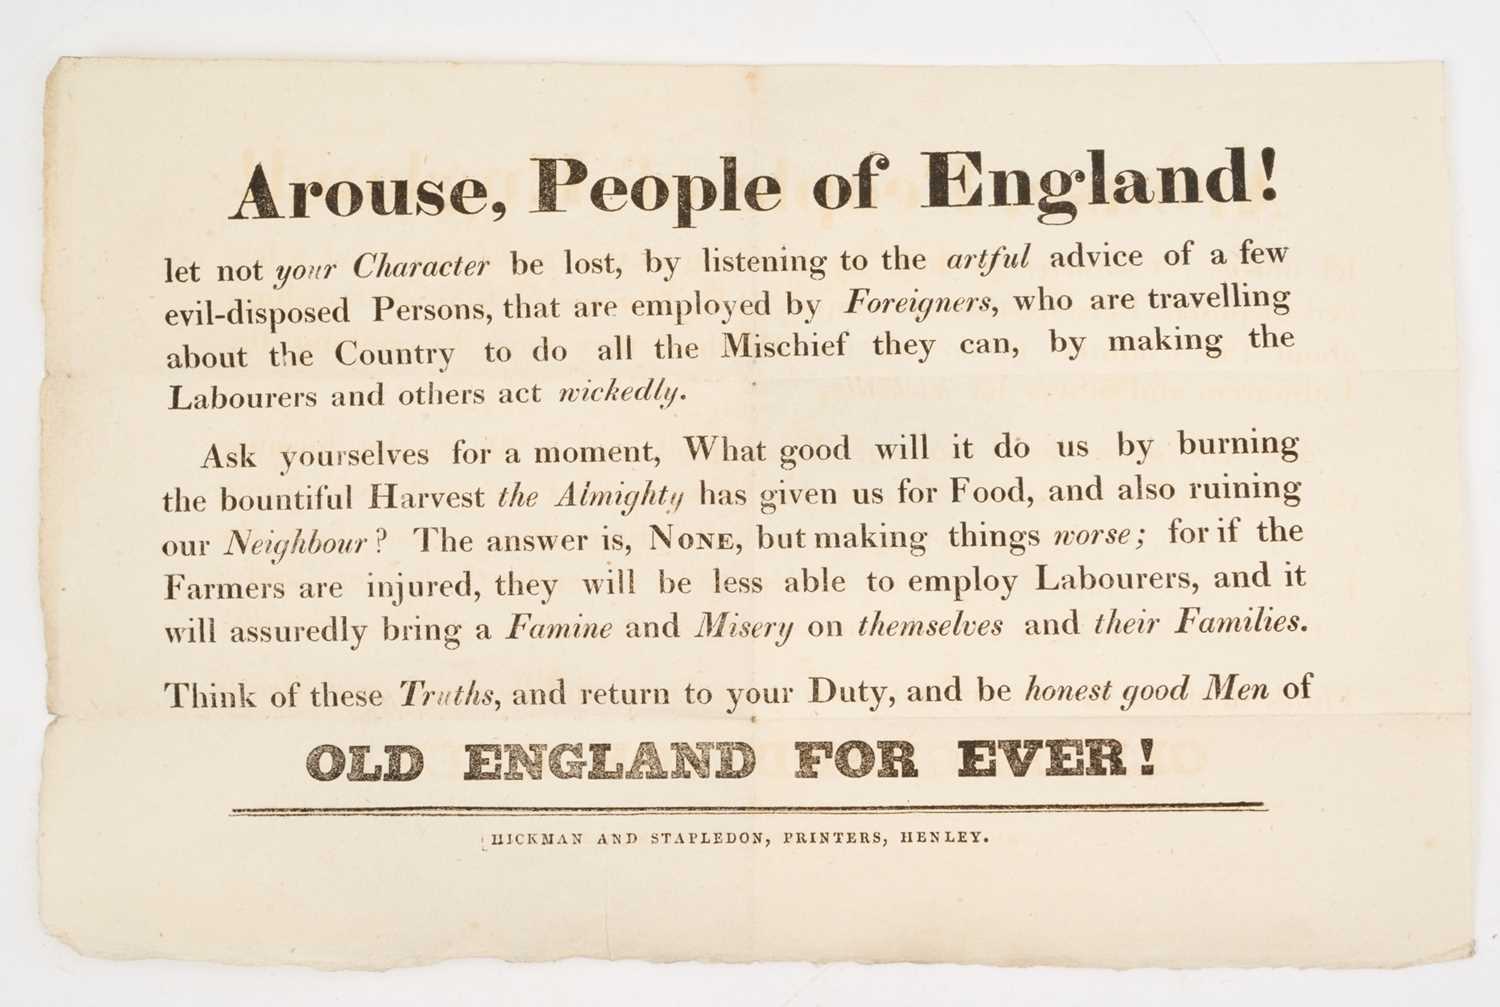 Arouse, People of England!
let not your Character be lost, by listening to the artful advice of a few
evil-disposed Persons, that are employed by Foreigners, who are travelling
about the Country to do all the Mischief they can, by making the
Labourers and others act wickedly.
Ask yourselves for a moment, What good will it do us by burning
the bountiful Harvest the Almighty has given us for Food, and also ruining
our Neighbour? The answer is, NONE, but making things worse; for if the
Farmers are injured, they will be less able to employ Labourers, and it
will assuredly bring a Famine and Misery on themselves and their Families.
Think of these Truths, and return to your Duty, and be honest good Men of
OLD ENGLAND FOR EVER!
HICKMAN AND STAPLEDON, PRINTERS, HENLEY.